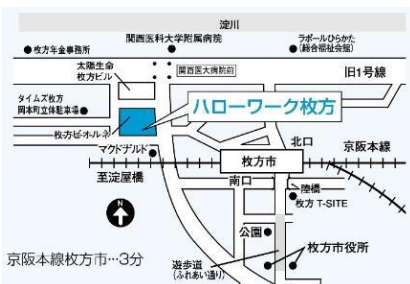 淀川
関西医科大学附属病院
ラポールひらかた
(総合福祉会館)
枚方年金事務所
太陽生命
枚方ビル
関西医大病院前
旧1号線
タイムズ枚方
岡本町立体駐車場
ハローワーク枚方
枚方ビオルネ
マクドナルド
北口
京阪本線
枚方市
至淀屋橋
南口
陸橋
枚方 T-SITE
N
公園
枚方市役所
京阪本線枚方市…3分
遊歩道
(ふれあい通り)